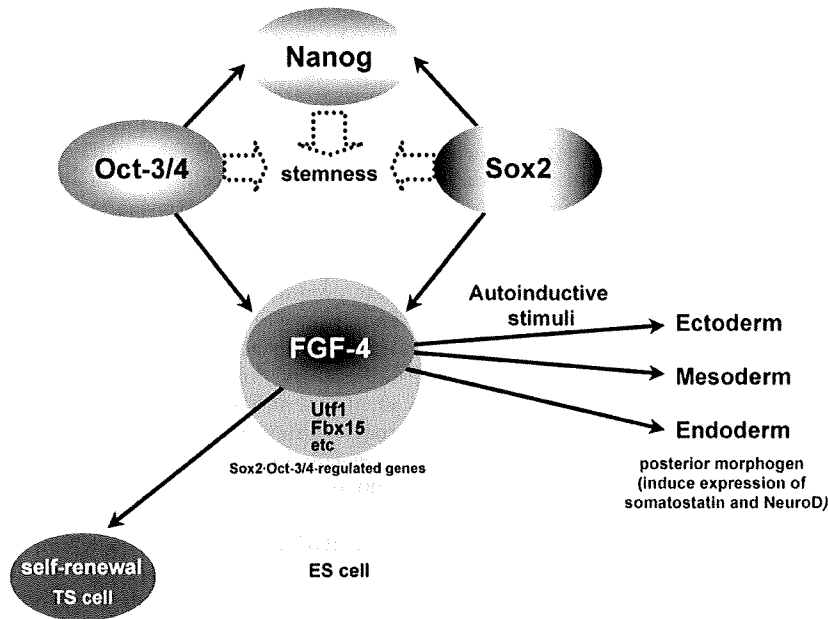 Nanog
Oct-3/4
stemness
Sox2
Autoinductive
stimuli
Ectoderm
FGF-4
Mesoderm
Utf1
Fbx15
etc
Endoderm
Sox2·Oct-3/4-regulated genes
posterior morphogen
(induce expression of
somatostatin and NeuroD)
self-renewal
TS cell
ES cell